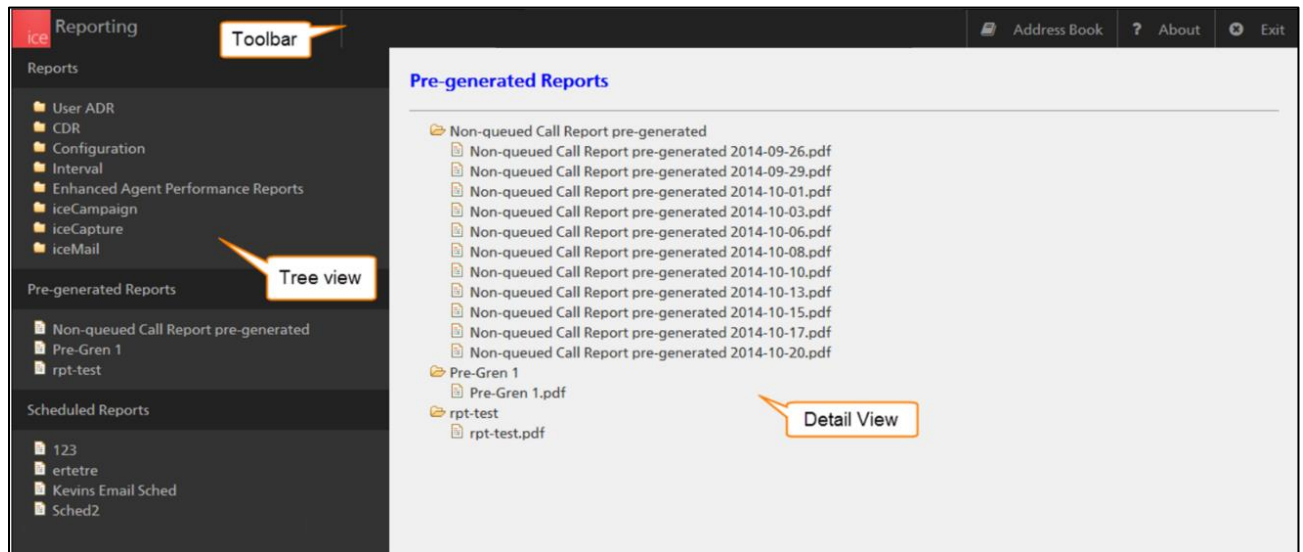 ice Reporting
Toolbar
Address Book
? About
Exit
Reports
User ADR
CDR
Configuration
Interval
Enhanced Agent Performance Reports
iceCampaign
iceCapture
iceMail
Tree view
Pre-generated Reports
Non-queued Call Report pre-generated
Pre-Gren 1
rpt-test
Scheduled Reports
123
ertetre
Kevins Email Sched
Sched2
Pre-generated Reports
Non-queued Call Report pre-generated
Non-queued Call Report pre-generated 2014-09-26.pdf
Non-queued Call Report pre-generated 2014-09-29.pdf
Non-queued Call Report pre-generated 2014-10-01.pdf
Non-queued Call Report pre-generated 2014-10-03.pdf
Non-queued Call Report pre-generated 2014-10-06.pdf
Non-queued Call Report pre-generated 2014-10-08.pdf
Non-queued Call Report pre-generated 2014-10-10.pdf
Non-queued Call Report pre-generated 2014-10-13.pdf
Non-queued Call Report pre-generated 2014-10-15.pdf
Non-queued Call Report pre-generated 2014-10-17.pdf
Non-queued Call Report pre-generated 2014-10-20.pdf
Pre-Gren 1
Pre-Gren 1.pdf
rpt-test
rpt-test.pdf
Detail View